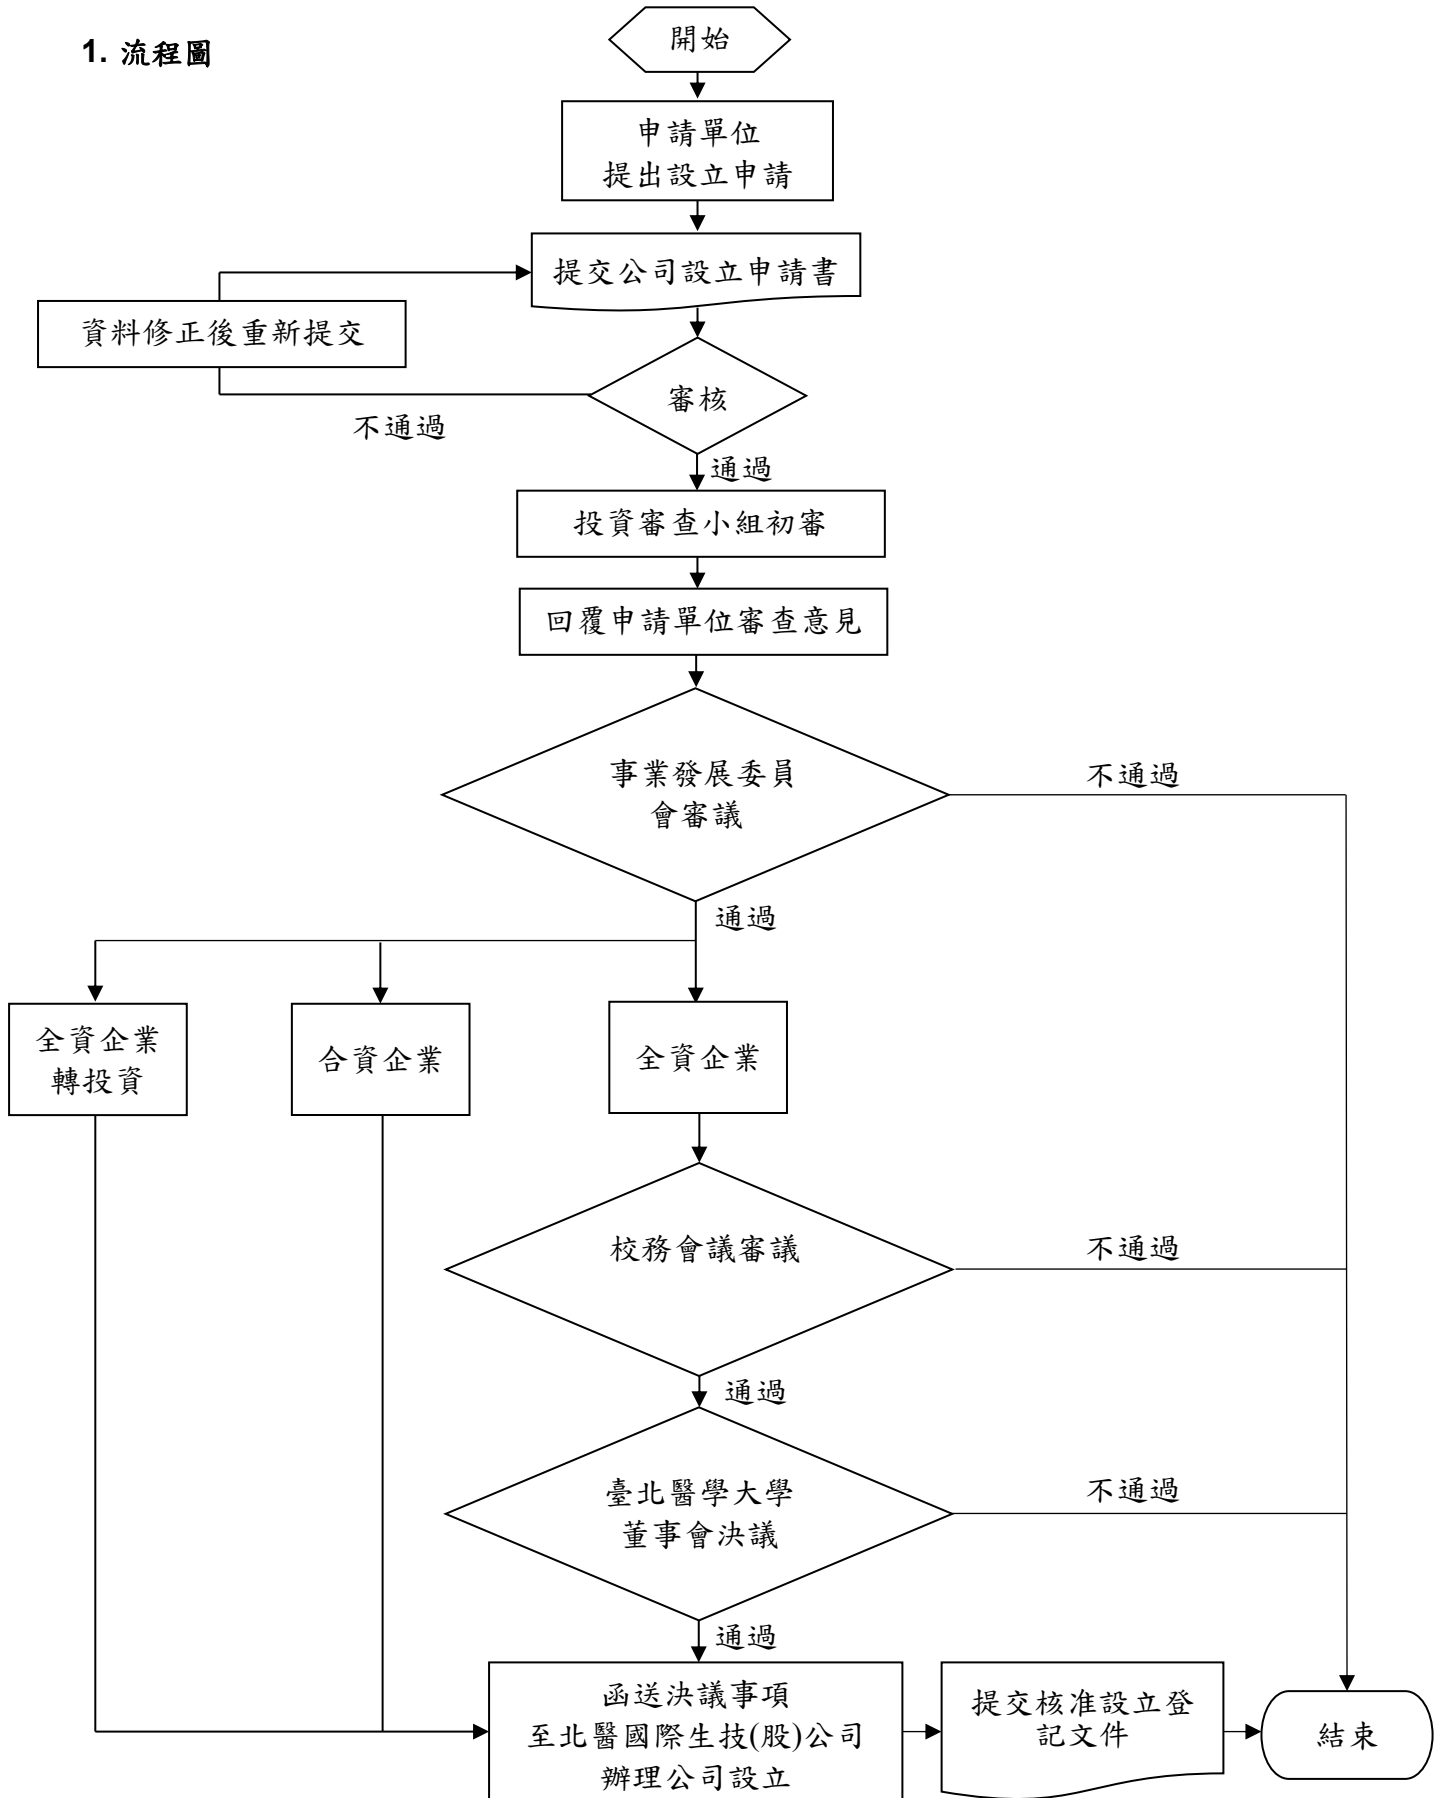 1. 流程圖
開始
申請單位
提出設立申請
提交公司設立申請書
資料修正後重新提交
審核
不通過
通過
投資審查小組初審
回覆申請單位審查意見
事業發展委員
會審議
不通過
通過
全資企業
轉投資
合資企業
全資企業
校務會議審議
不通過
通過
臺北醫學大學
董事會決議
不通過
通過
函送決議事項
至北醫國際生技(股)公司
辦理公司設立
提交核准設立登
記文件
結束